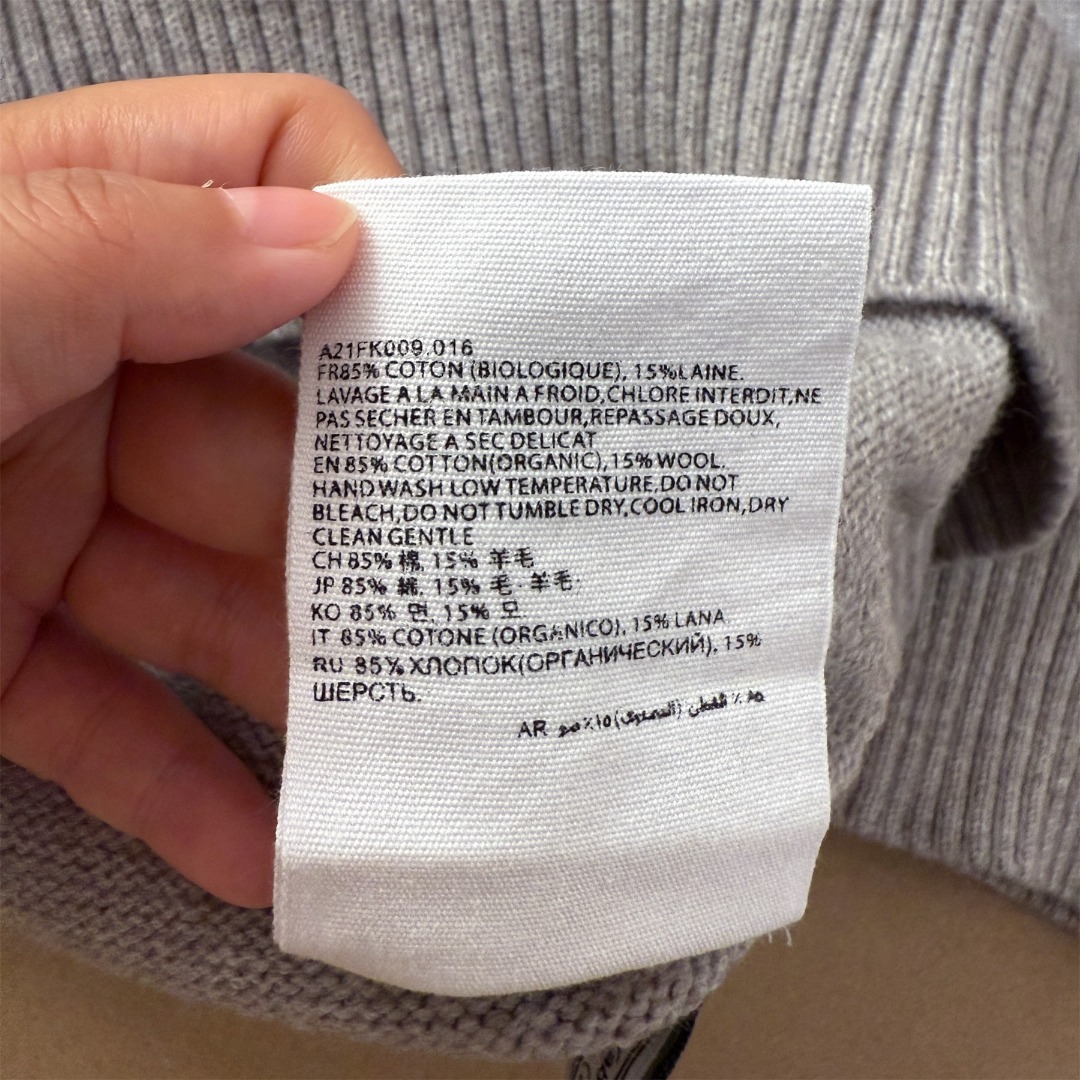 A21FK009.016
FR85% COTON (BIOLOGIQUE), 15%LAINE.
LAVAGE A LA MAIN A FROID,CHLORE INTERDIT,NE
PAS SECHER EN TAMBOUR,REPASSAGE DOUX,
NETTOYAGE A SEC DELICAT
EN 85% COTTON(ORGANIC),15% WOOL.
HAND WASH LOW TEMPERATURE,DO NOT
BLEACH,DO NOT TUMBLE DRY,COOL IRON,DRY
CLEAN GENTLE
CH 85% 棉, 15% 羊毛
JP 85% 綿, 15% 毛·羊毛
KO 85% 면, 15% 모
IT 85% COTONE (ORGANICO), 15% LANA.
RU 85% ХЛОПОК(ОРГАНИЧЕСКИЙ), 15%
ШЕРСТЬ.
AR